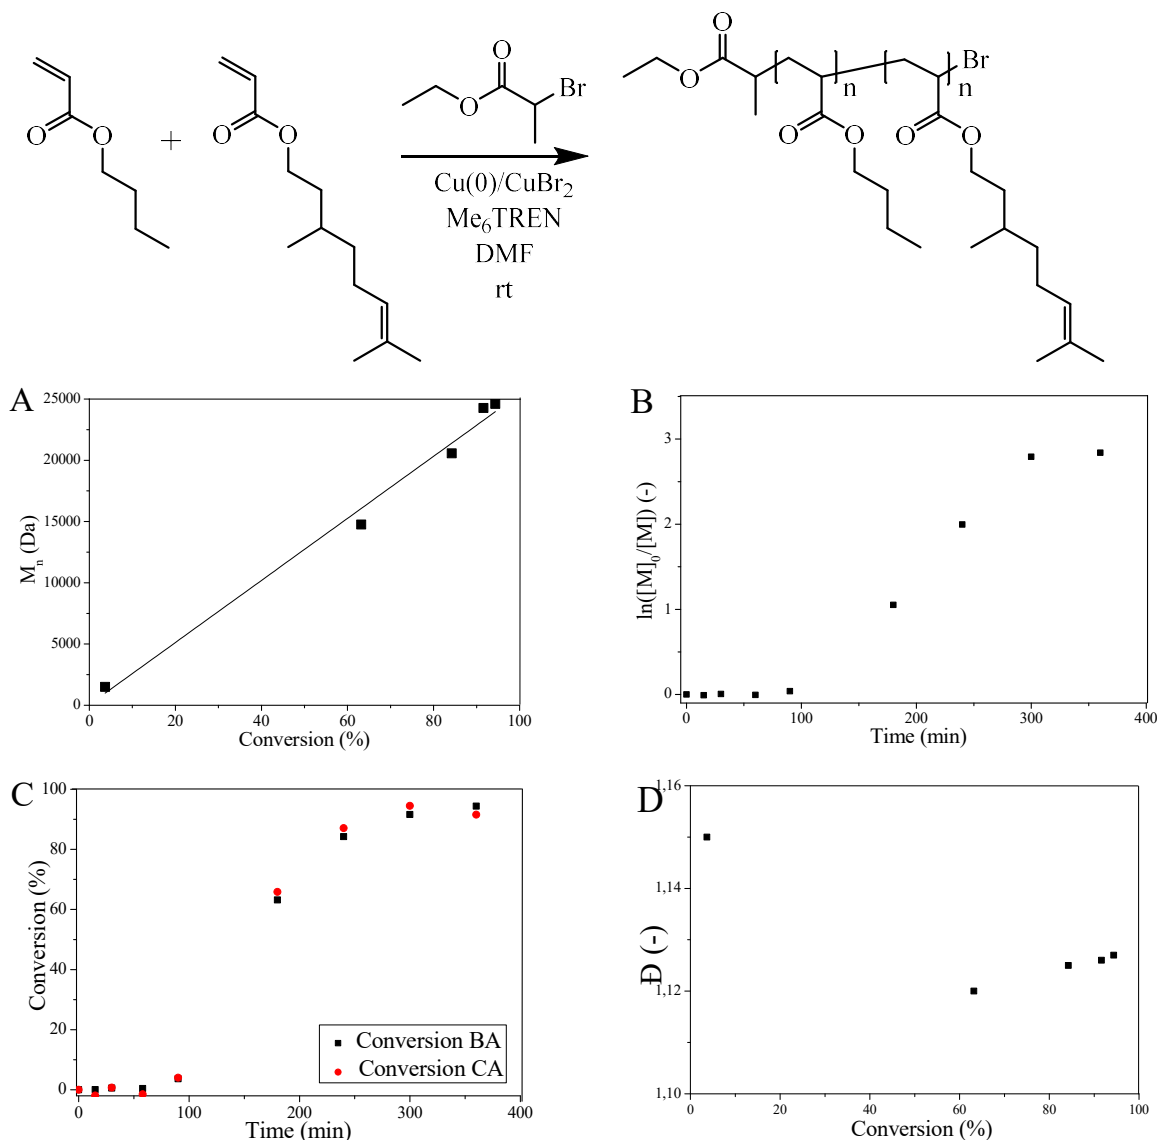 O
O
+
O
O
O
O
Br
Cu(0)/CuBr2
Me6TREN
DMF
rt
O
O
n
n
Br
O
O
O
O
A
25000
20000
15000
10000
5000
0
0 20 40 60 80 100
Mn (Da)
Conversion (%)
B
3
2
1
0
0 100 200 300 400
ln([M]0/[M]) (-)
Time (min)
C
100
80
60
40
20
0
0 100 200 300 400
Conversion (%)
Conversion BA
Conversion CA
Time (min)
D
1,16
1,14
1,12
1,10
0 20 40 60 80 100
Đ (-)
Conversion (%)